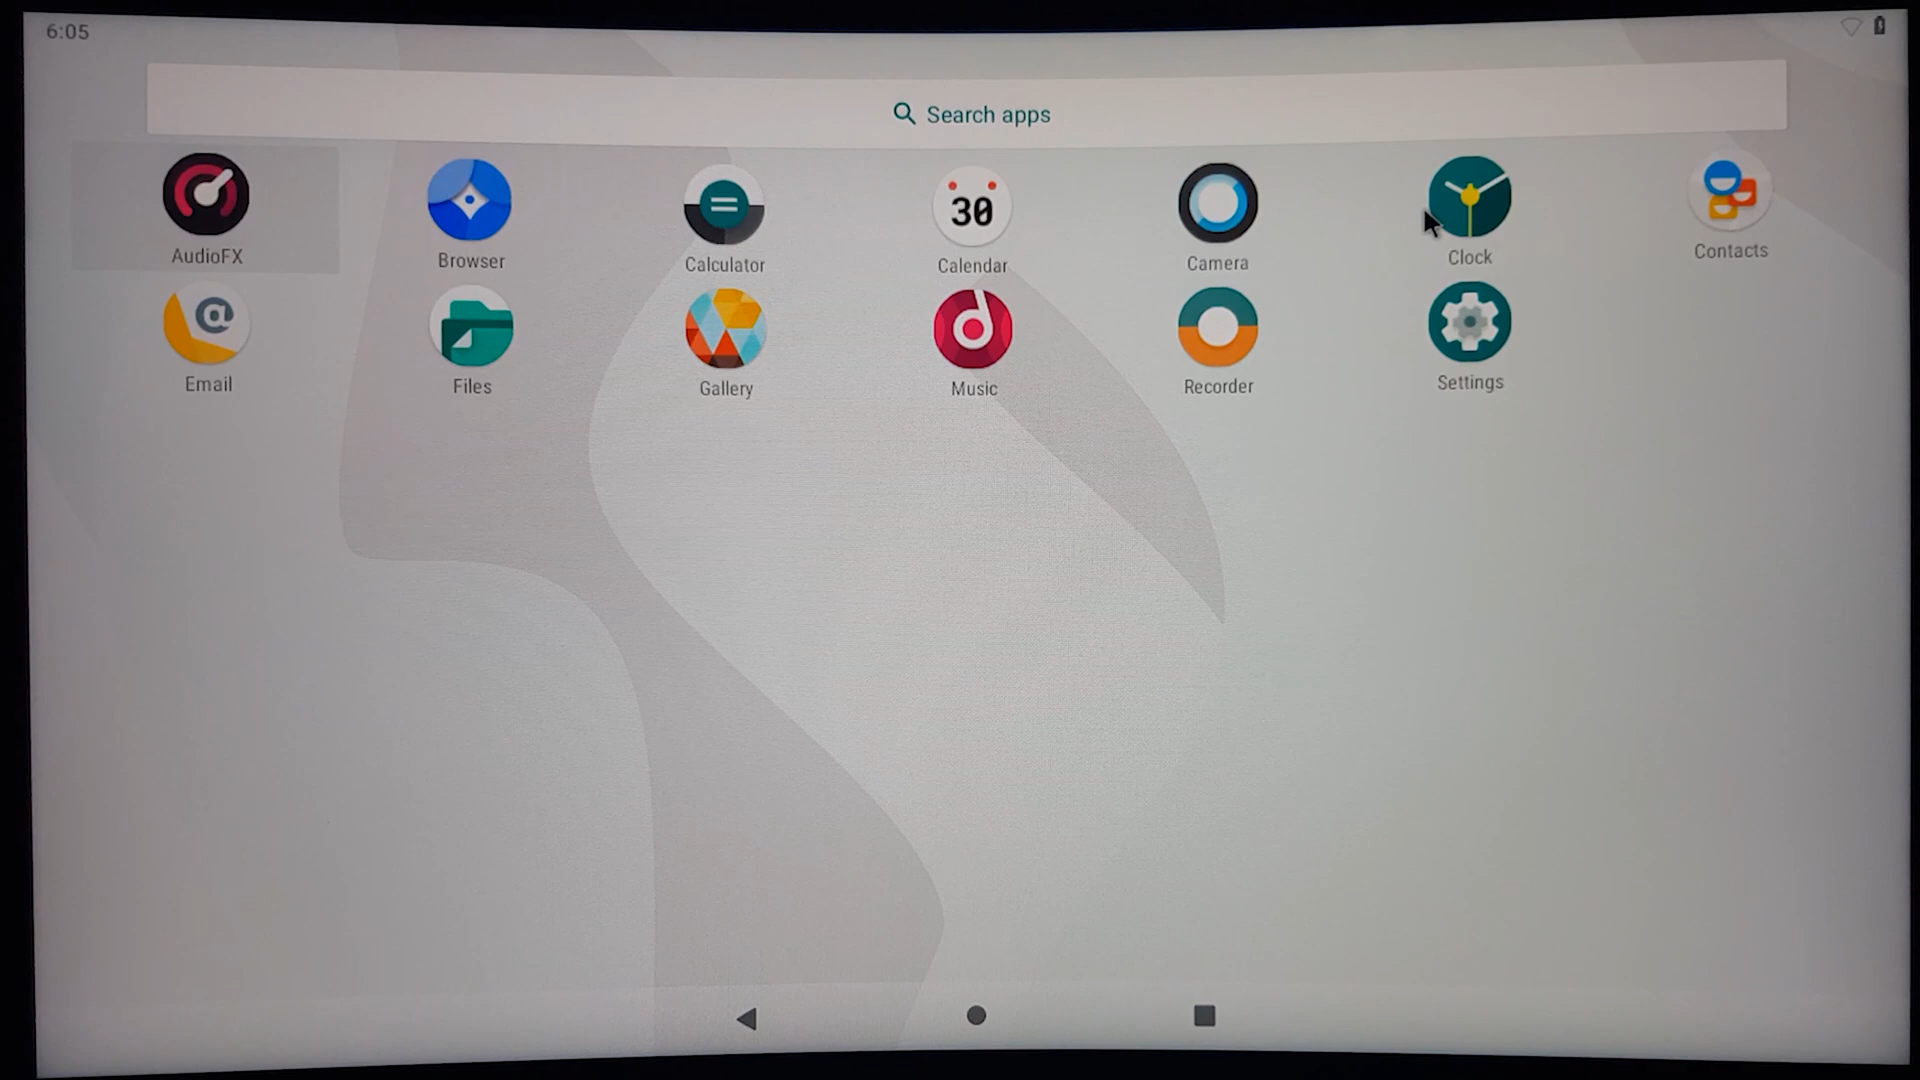 6:05
Search apps
AudioFX
Browser
Calculator
30
Calendar
Camera
Clock
Contacts
@
Email
Files
Gallery
Music
Recorder
Settings